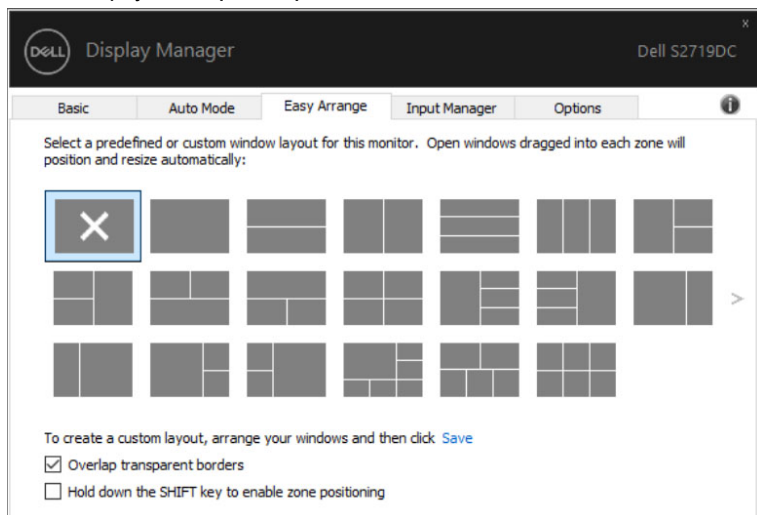 x
DELL Display Manager Dell S2719DC
Basic Auto Mode Easy Arrange Input Manager Options
Select a predefined or custom window layout for this monitor. Open windows dragged into each zone will
position and resize automatically:
>
To create a custom layout, arrange your windows and then click Save
Overlap transparent borders
Hold down the SHIFT key to enable zone positioning